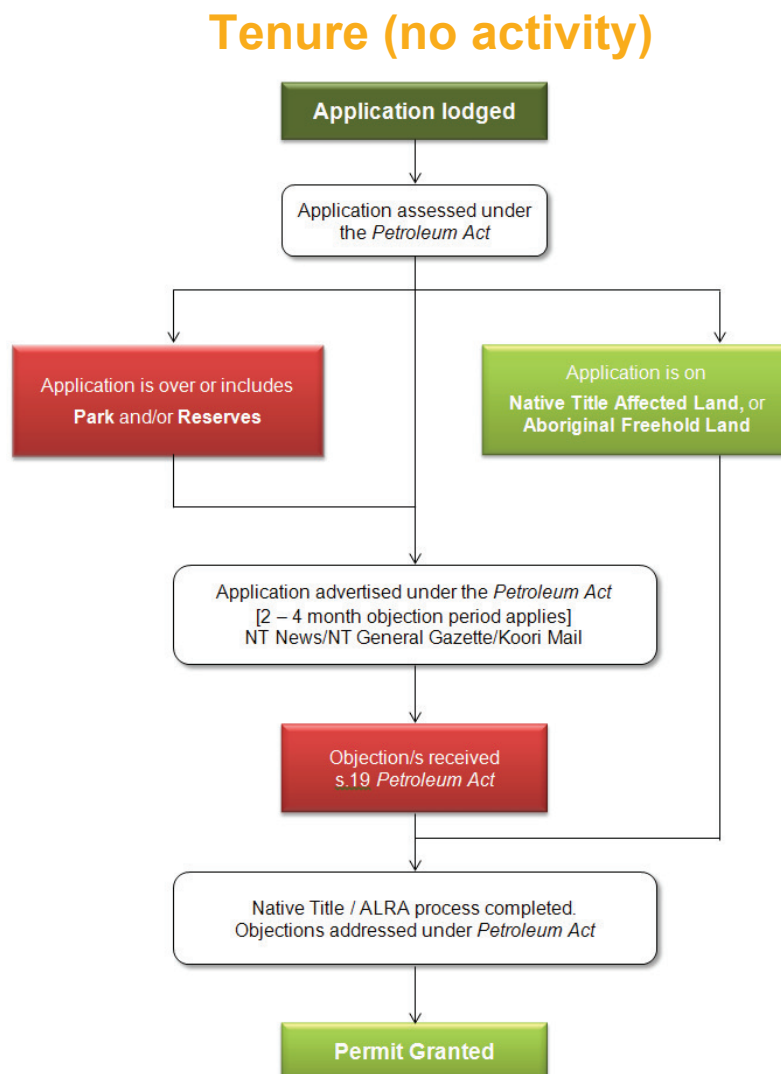 Tenure (no activity)
Application lodged
Application assessed under
the Petroleum Act
Application is over or includes
Park and/or Reserves
Application is on
Native Title Affected Land, or
Aboriginal Freehold Land
Application advertised under the Petroleum Act
[2 – 4 month objection period applies]
NT News/NT General Gazette/Koori Mail
Objection/s received
s.19 Petroleum Act
Native Title / ALRA process completed.
Objections addressed under Petroleum Act
Permit Granted